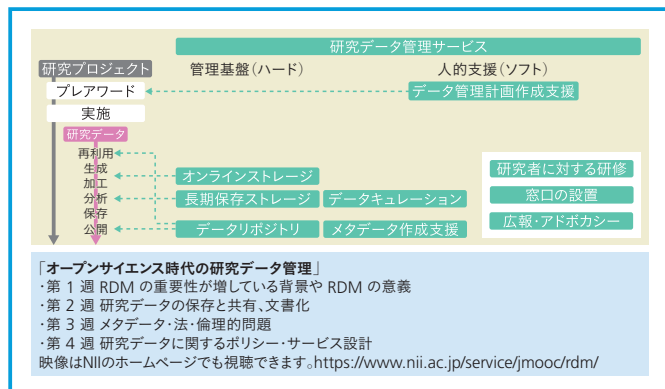 研究データ管理サービス
研究プロジェクト
管理基盤（ハード）
人的支援（ソフト）
プレアワード
データ管理計画作成支援
実施
研究データ
再利用
生成
加工
分析
保存
公開
オンラインストレージ
長期保存ストレージ
データキュレーション
データリポジトリ
メタデータ作成支援
研究者に対する研修
窓口の設置
広報・アドボカシー
「オープンサイエンス時代の研究データ管理」
・第 1 週 RDM の重要性が増している背景や RDM の意義
・第 2 週 研究データの保存と共有、文書化
・第 3 週 メタデータ・法・倫理的問題
・第 4 週 研究データに関するポリシー・サービス設計
映像はNIIのホームページでも視聴できます。https://www.nii.ac.jp/service/jmooc/rdm/